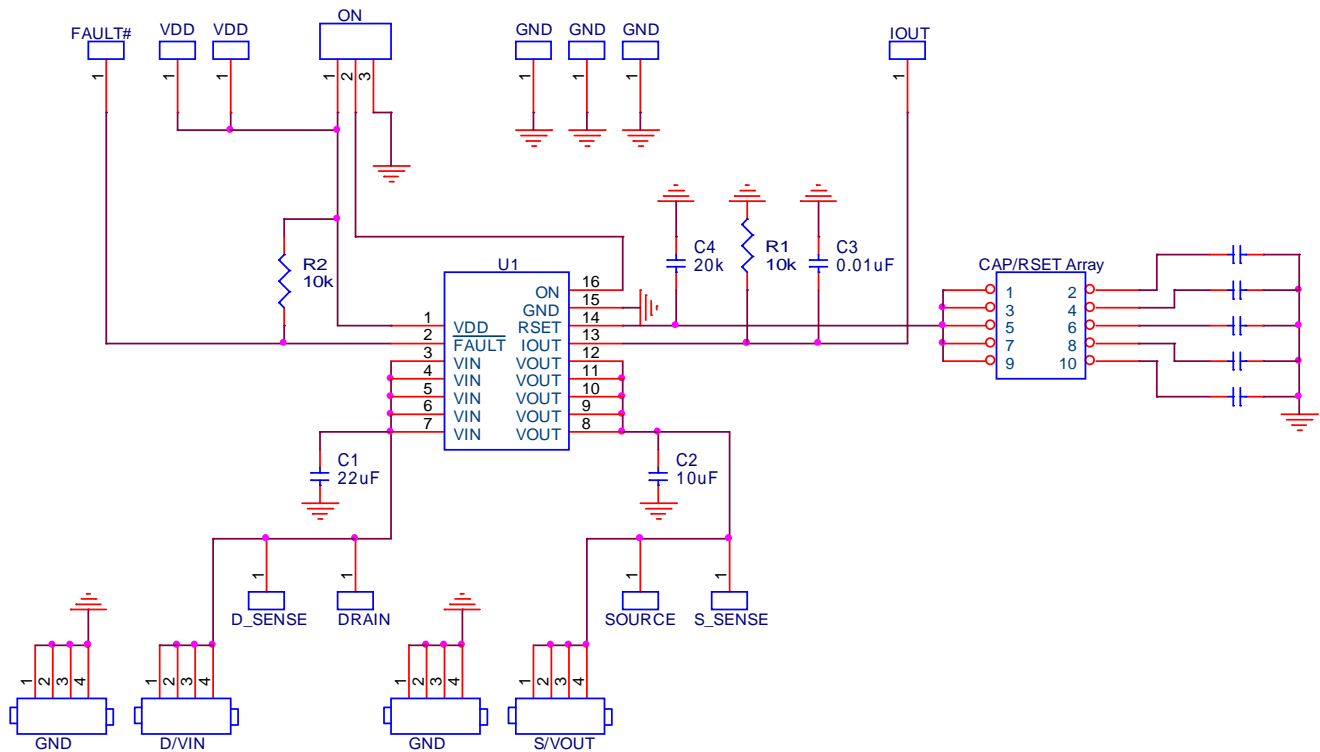 FAULT#
VDD
VDD
ON
GND
GND
GND
IOUT
1
1
1
1
2
3
1
1
1
1
R2
10k
C4
20k
R1
10k
C3
0.01uF
CAP/RSET Array
1 2
3 4
5 6
7 8
9 10
U1
16 ON
15 GND
1 VDD RSET 14
2 FAULT IOUT 13
3 VIN VOUT 12
4 VIN VOUT 11
5 VIN VOUT 10
6 VIN VOUT 9
7 VIN VOUT 8
C1
22uF
C2
10uF
1
1
1
1
D_SENSE
DRAIN
SOURCE
S_SENSE
1 2 3 4
1 2 3 4
1 2 3 4
1 2 3 4
GND
D/VIN
GND
S/VOUT